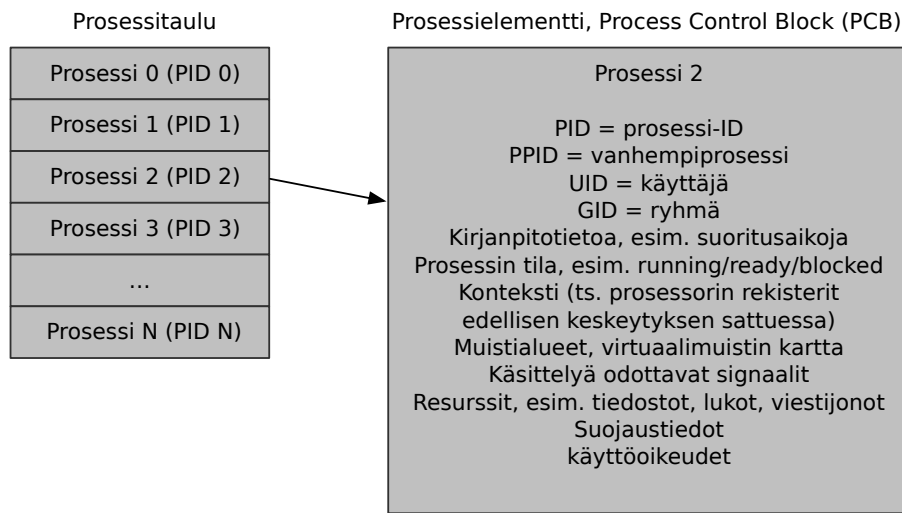 Prosessitaulu
Prosessi 0 (PID 0)
Prosessi 1 (PID 1)
Prosessi 2 (PID 2)
Prosessi 3 (PID 3)
...
Prosessi N (PID N)
Prosessielementti, Process Control Block (PCB)
Prosessi 2
PID = prosessi-ID
PPID = vanhempiprosessi
UID = käyttäjä
GID = ryhmä
Kirjanpitotietoa, esim. suoritusaikoja
Prosessin tila, esim. running/ready/blocked
Konteksti (ts. prosessorin rekisterit
edellisen keskeytyksen sattuessa)
Muistialueet, virtuaalimuistin kartta
Käsittelyä odottavat signaalit
Resurssit, esim. tiedostot, lukot, viestijonot
Suojaustiedot
käyttöoikeudet